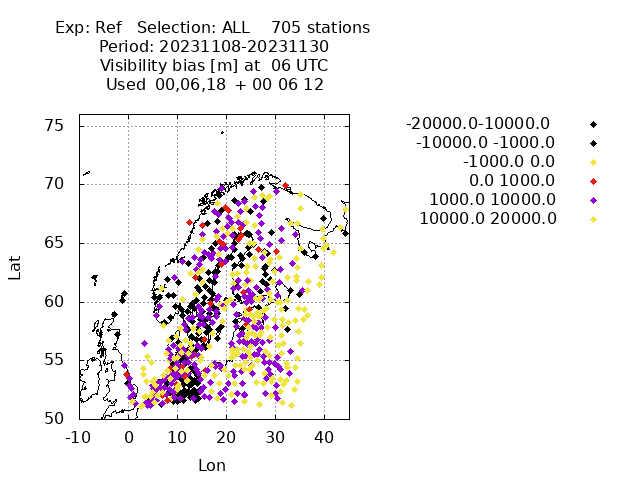 Exp: Ref   Selection: ALL    705 stations
Period: 20231108-20231130
Visibility bias [m] at  06 UTC
Used  00,06,18  + 00 06 12
-20000.0-10000.0
-10000.0 -1000.0
-1000.0 0.0
0.0 1000.0
1000.0 10000.0
10000.0 20000.0
75
70
65
60
55
50
Lat
-10 0 10 20 30 40
Lon